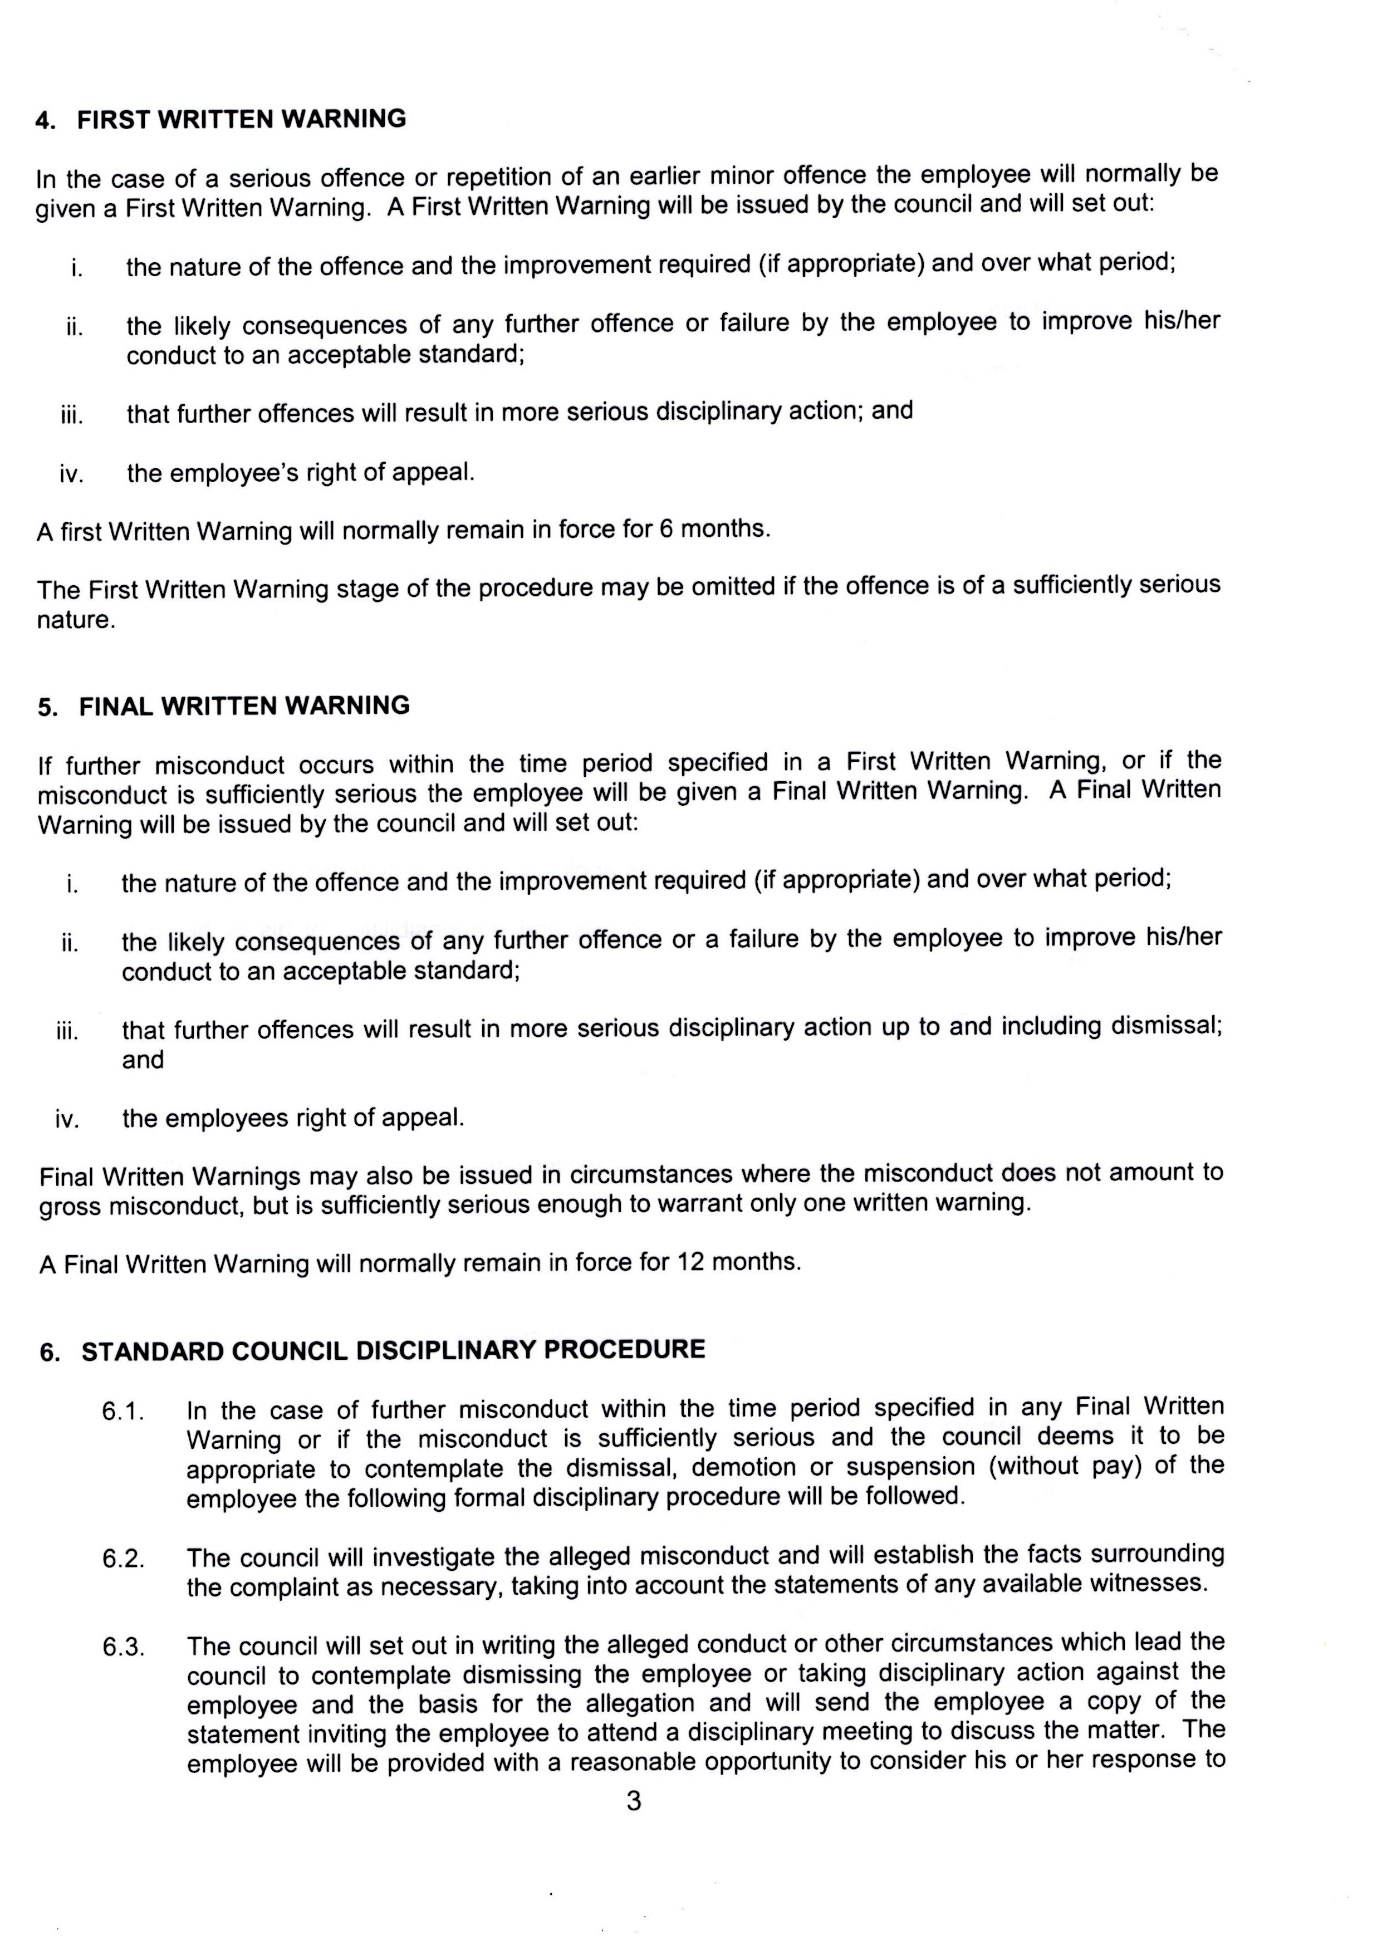 4. FIRST WRITTEN WARNING
In the case of a serious offence or repetition of an earlier minor offence the employee will normally be
given a First Written Warning. A First Written Warning will be issued by the council and will set out:
i. the nature of the offence and the improvement required (if appropriate) and over what period;
ii. the likely consequences of any further offence or failure by the employee to improve his/her
conduct to an acceptable standard;
iii. that further offences will result in more serious disciplinary action; and
iv. the employee's right of appeal.
A first Written Warning will normally remain in force for 6 months.
The First Written Warning stage of the procedure may be omitted if the offence is of a sufficiently serious
nature.
5. FINAL WRITTEN WARNING
If further misconduct occurs within the time period specified in a First Written Warning, or if the
misconduct is sufficiently serious the employee will be given a Final Written Warning. A Final Written
Warning will be issued by the council and will set out:
i. the nature of the offence and the improvement required (if appropriate) and over what period;
ii. the likely consequences of any further offence or a failure by the employee to improve his/her
conduct to an acceptable standard;
iii. that further offences will result in more serious disciplinary action up to and including dismissal;
and
iv. the employees right of appeal.
Final Written Warnings may also be issued in circumstances where the misconduct does not amount to
gross misconduct, but is sufficiently serious enough to warrant only one written warning.
A Final Written Warning will normally remain in force for 12 months.
6. STANDARD COUNCIL DISCIPLINARY PROCEDURE
6.1. In the case of further misconduct within the time period specified in any Final Written
Warning or if the misconduct is sufficiently serious and the council deems it to be
appropriate to contemplate the dismissal, demotion or suspension (without pay) of the
employee the following formal disciplinary procedure will be followed.
6.2. The council will investigate the alleged misconduct and will establish the facts surrounding
the complaint as necessary, taking into account the statements of any available witnesses.
6.3. The council will set out in writing the alleged conduct or other circumstances which lead the
council to contemplate dismissing the employee or taking disciplinary action against the
employee and the basis for the allegation and will send the employee a copy of the
statement inviting the employee to attend a disciplinary meeting to discuss the matter. The
employee will be provided with a reasonable opportunity to consider his or her response to
3